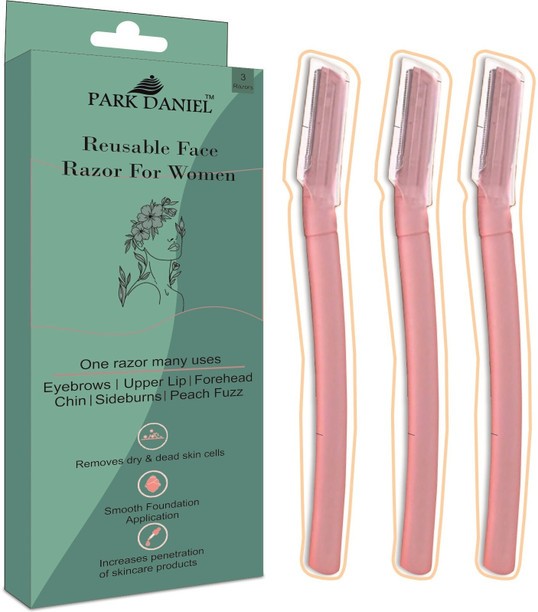 3
PARK DANIEL™
Reusable Face
Razor For Women
One razor many uses
Eyebrows | Upper Lip | Forehead
Chin | Sideburns | Peach Fuzz
Removes dry & dead skin cells
Smooth Foundation
Application
Increases penetration
of skincare products